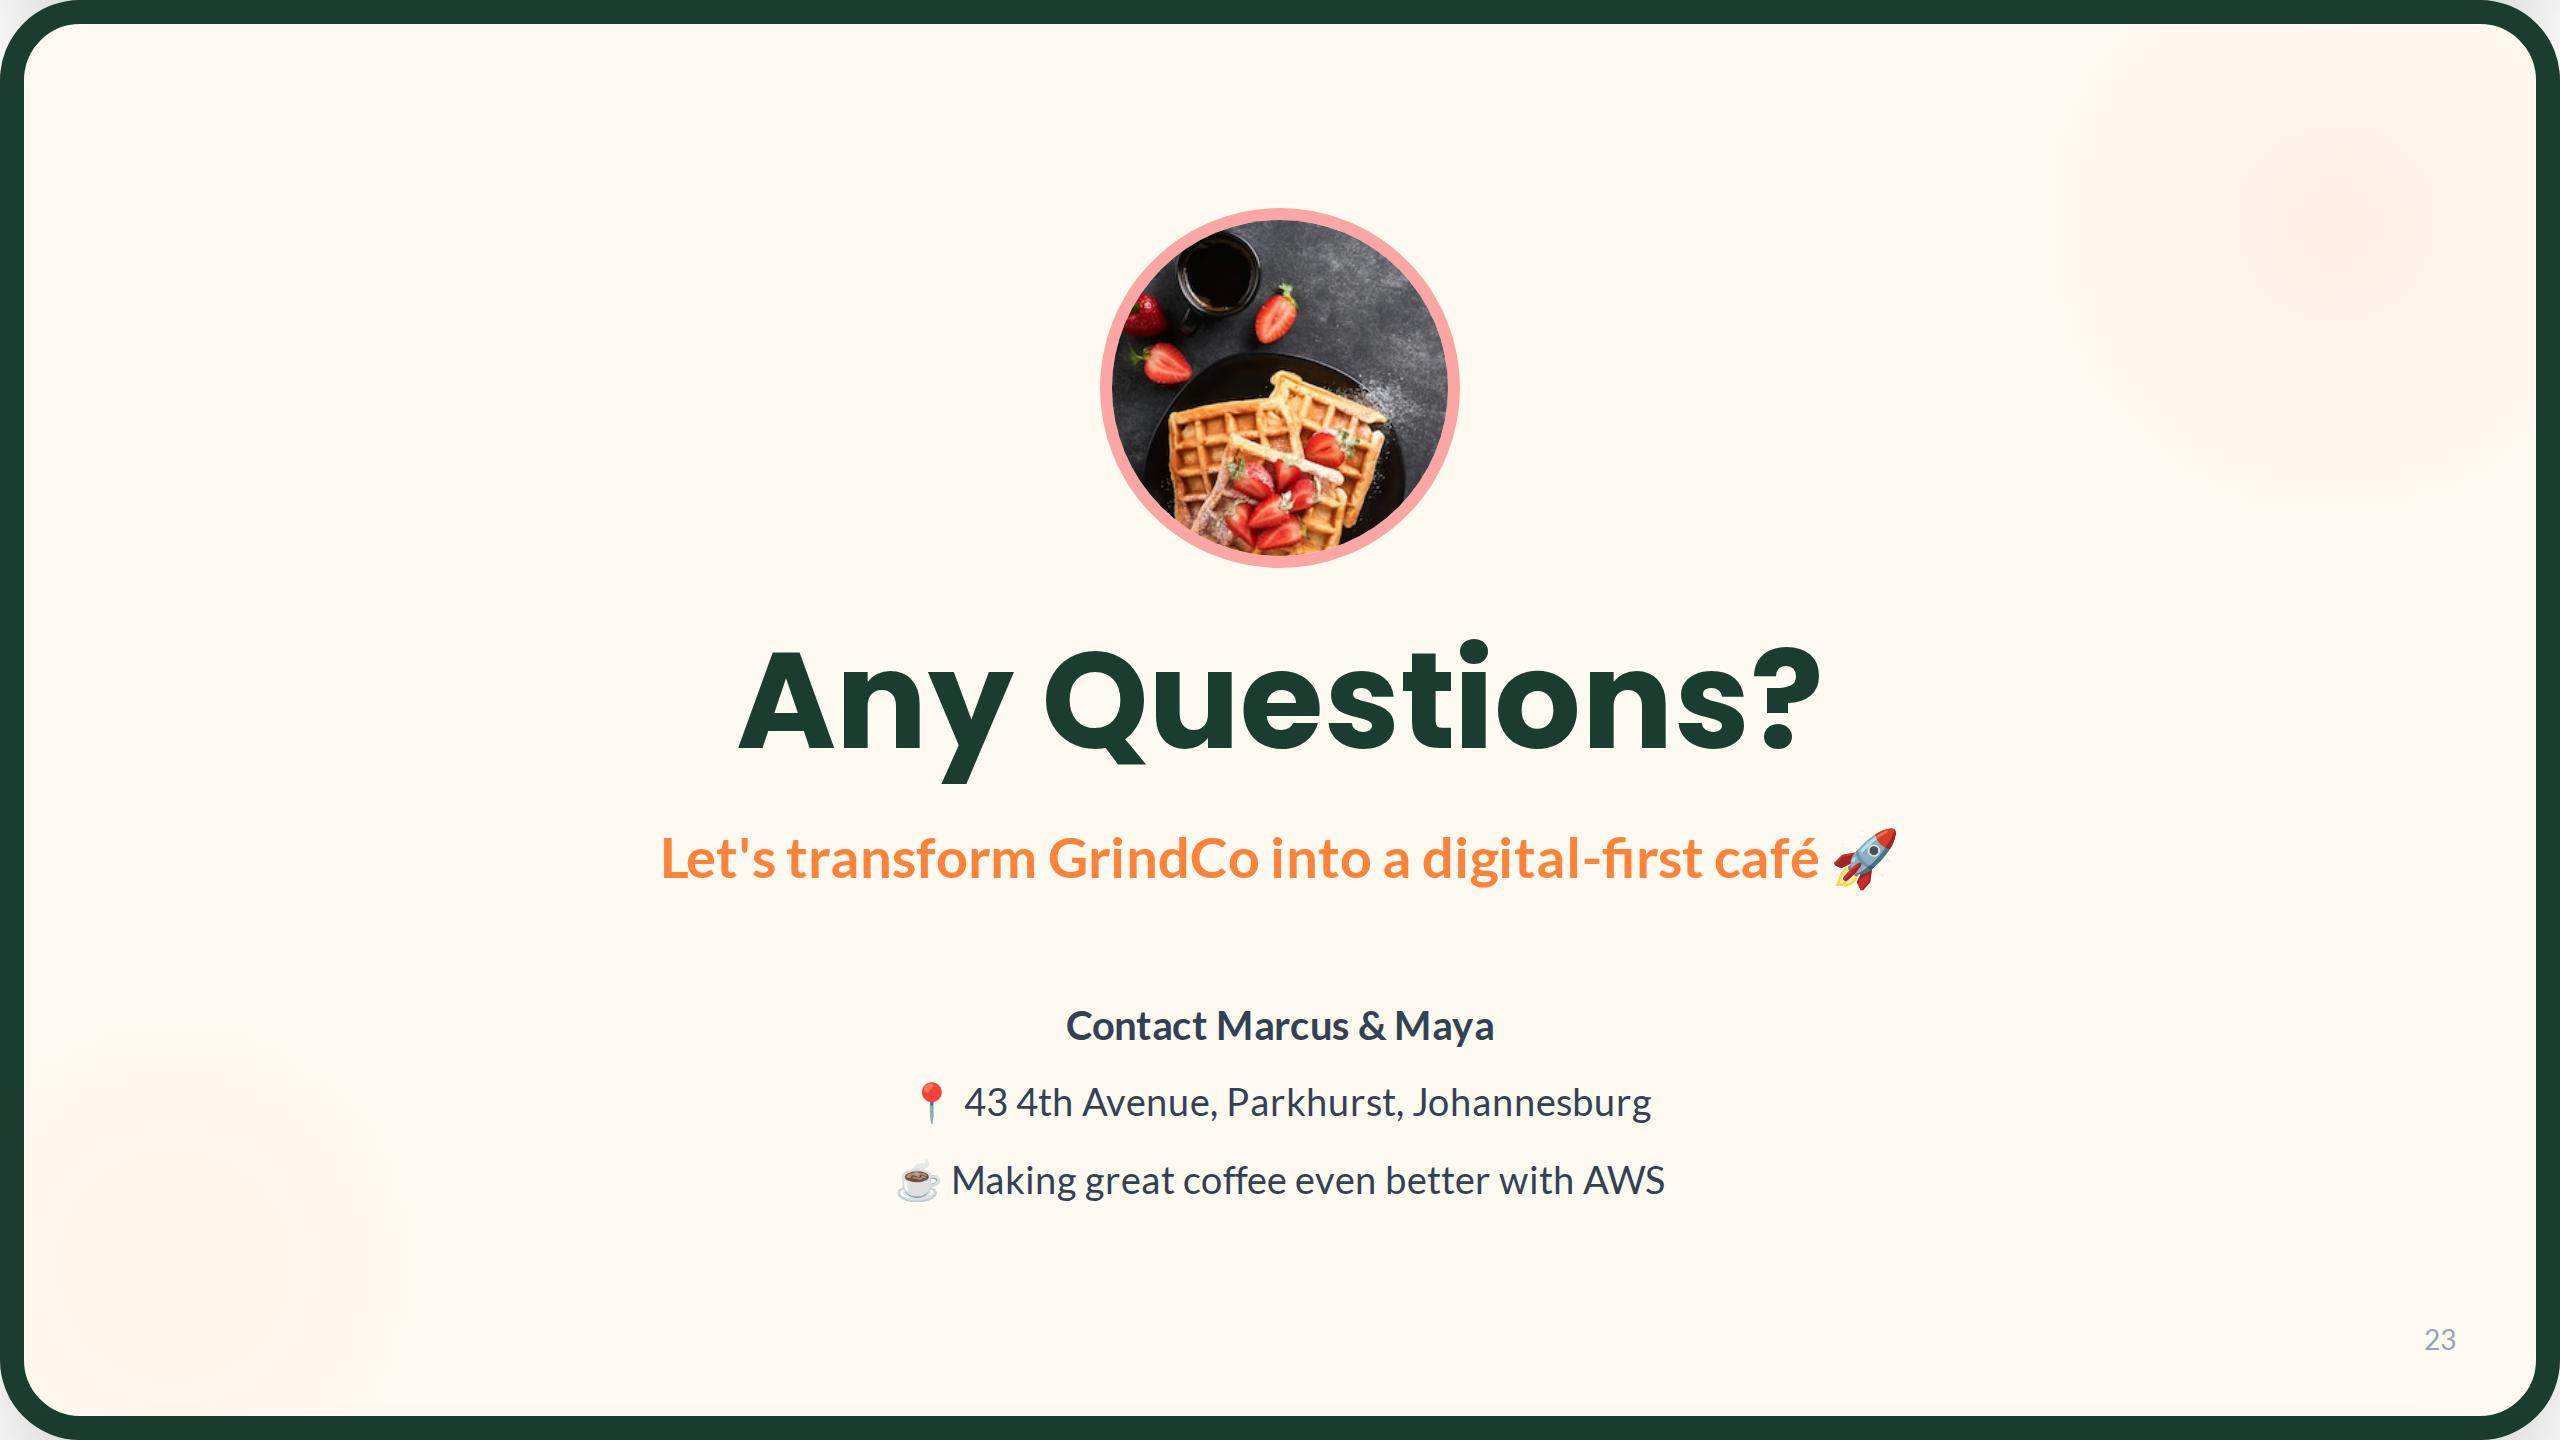 Any Questions?
Let's transform GrindCo into a digital-first café 🚀
Contact Marcus & Maya
📍 43 4th Avenue, Parkhurst, Johannesburg
☕ Making great coffee even better with AWS
23